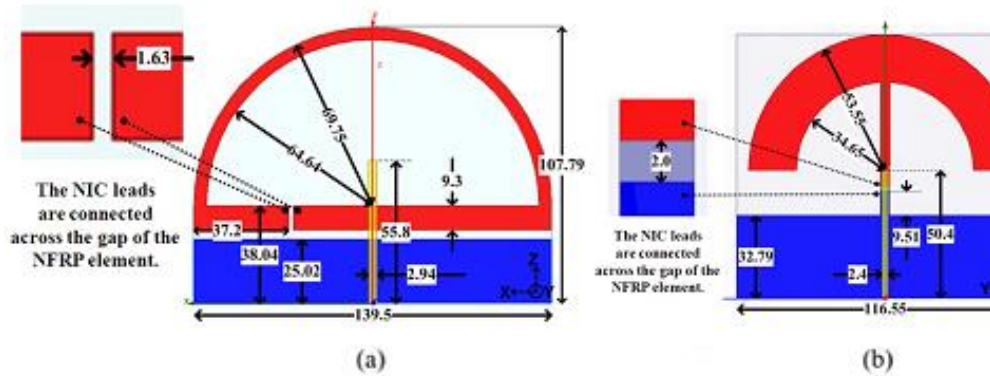 1.63
The NIC leads
are connected
across the gap of the
NFRP element.
69.75
64.64
107.79
9.3
37.2
38.04
55.8
25.02
2.94
Z
X
Y
139.5
(a)
53.55
34.65
2.0
The NIC leads
are connected
across the gap of the
NFRP element.
9.51
50.4
32.79
2.4
Y
116.55
(b)